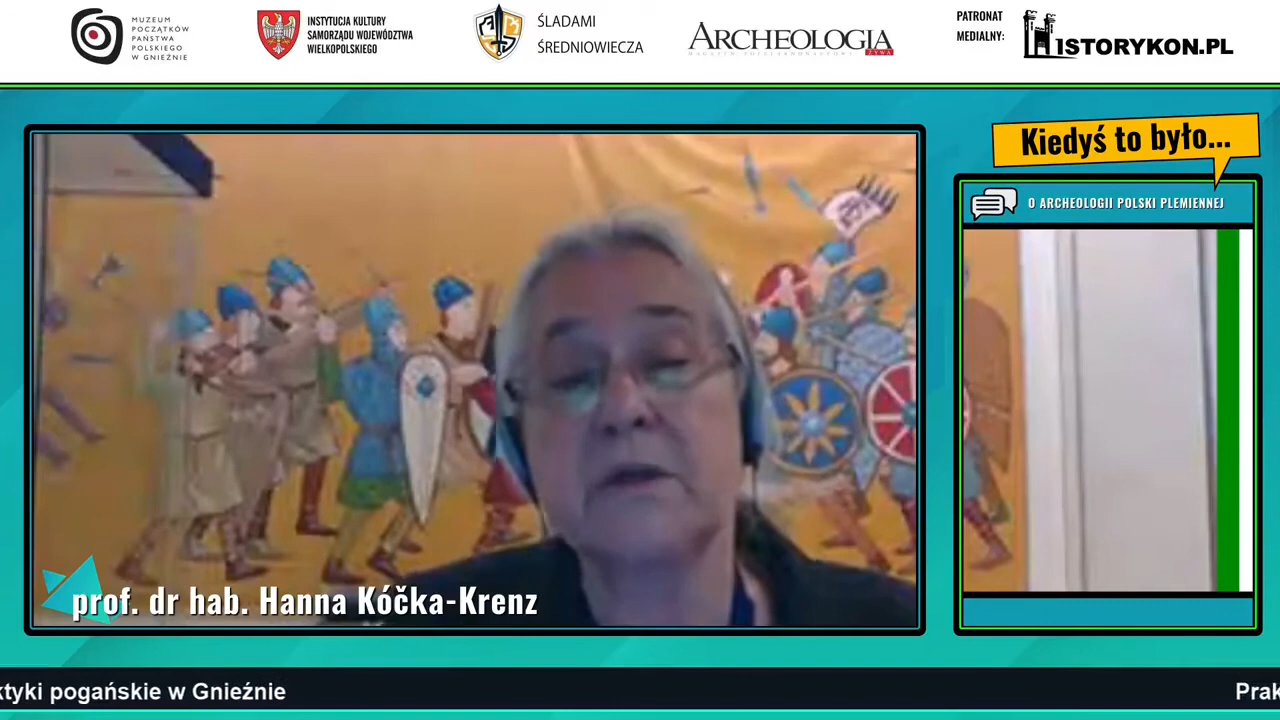 MUZEUM
POCZĄTKÓW
PAŃSTWA
POLSKIEGO
W GNIEŹNIE
INSTYTUCJA KULTURY
SAMORZĄDU WOJEWÓDZTWA
WIELKOPOLSKIEGO
ŚLADAMI
ŚREDNIOWIECZA
ARCHEOLOGIA
ŻYWA
PATRONAT
MEDIALNY:
HISTORYKON.PL
Kiedyś to było...
O ARCHEOLOGII POLSKI PLEMIENNEJ
prof. dr hab. Hanna Kóčka-Krenz
ktyki pogańskie w Gnieźnie
Prak